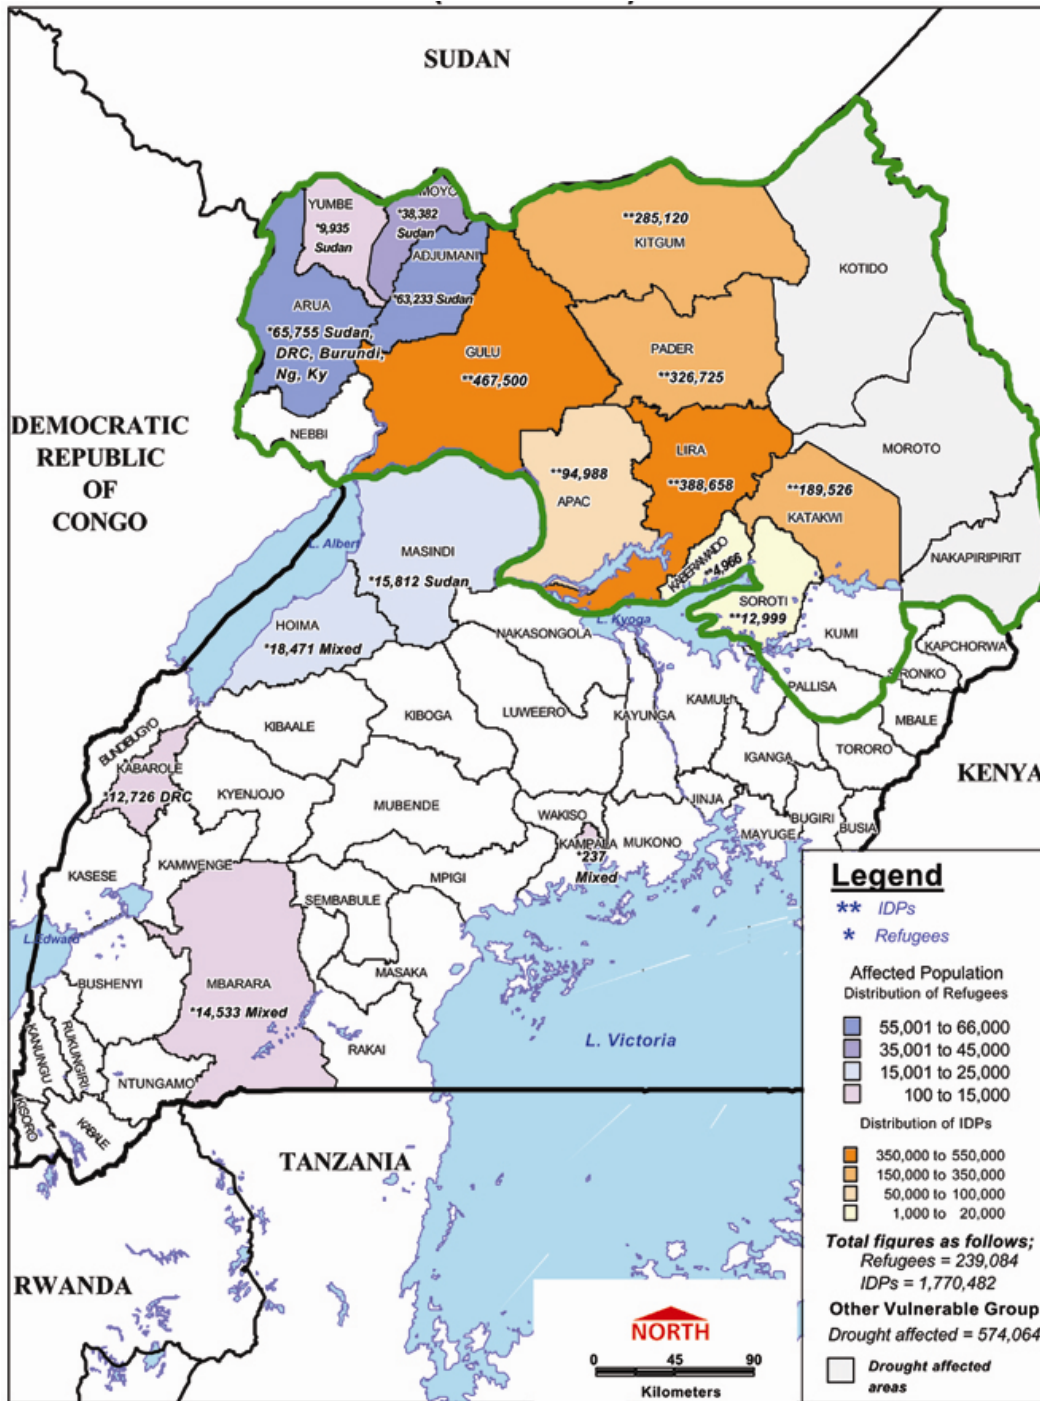 SUDAN
YUMBE
*9,935
Sudan
MOYO
*38,382
Sudan
ADJUMANI
*63,233 Sudan
ARUA
*65,755 Sudan,
DRC, Burundi,
Ng, Ky
NEBBI
GULU
**467,500
**285,120
KITGUM
PADER
**326,725
KOTIDO
MOROTO
NAKAPIRIPIRIT
LIRA
**388,658
**94,988
APAC
**189,526
KATAKWI
KABERAMAIDO
**4,966
SOROTI
**12,999
DEMOCRATIC
REPUBLIC
OF
CONGO
L. Albert
MASINDI
*15,812 Sudan
HOIMA
*18,471 Mixed
NAKASONGOLA
L. Kyoga
KUMI
KAPCHORWA
SIRONKO
PALLISA
MBALE
TORORO
KAMULI
KAYUNGA
LUWEERO
KIBOGA
KIBAALE
BUNDIBUGYO
KABAROLE
*12,726 DRC
KYENJOJO
MUBENDE
WAKISO
KAMPALA
*237
Mixed
MUKONO
JINJA
IGANGA
MAYUGE
BUGIRI
BUSIA
KENYA
KASESE
KAMWENGE
MPIGI
SEMBABULE
MASAKA
L.Edward
BUSHENYI
MBARARA
*14,533 Mixed
RAKAI
L. Victoria
KANUNGU
RUKUNGIRI
NTUNGAMO
KISORO
KABALE
TANZANIA
RWANDA
NORTH
0 45 90
Kilometers
Legend
** IDPs
* Refugees
Affected Population
Distribution of Refugees
55,001 to 66,000
35,001 to 45,000
15,001 to 25,000
100 to 15,000
Distribution of IDPs
350,000 to 550,000
150,000 to 350,000
50,000 to 100,000
1,000 to 20,000
Total figures as follows;
Refugees = 239,084
IDPs = 1,770,482
Other Vulnerable Group
Drought affected = 574,064
Drought affected
areas